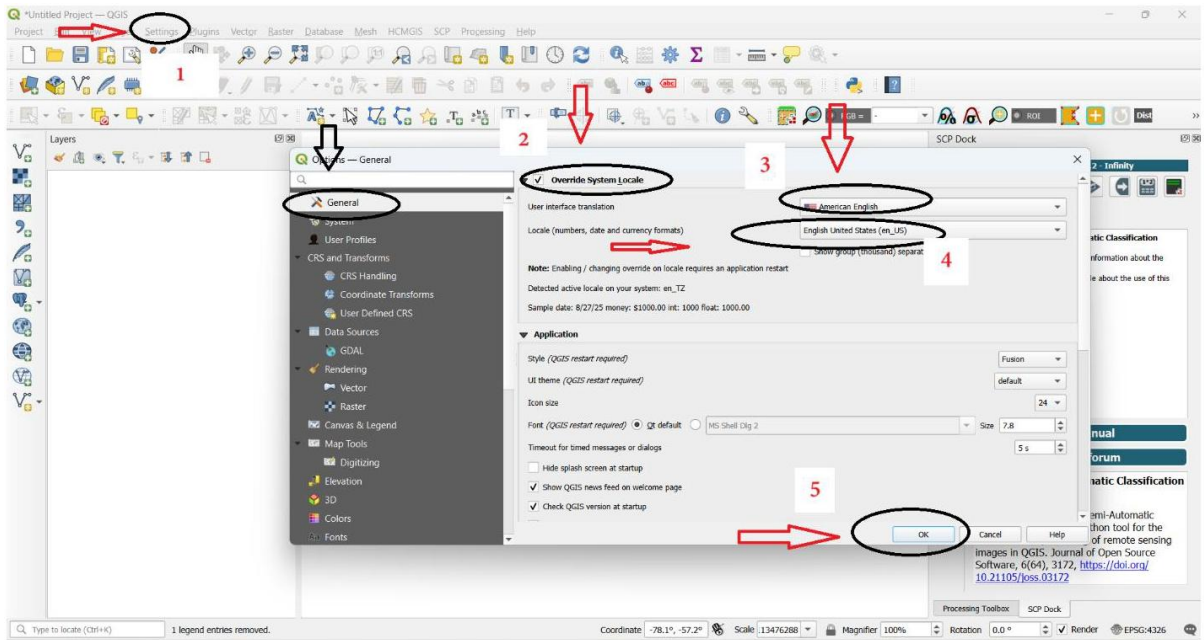 *Untitled Project — QGIS
Project Settings Plugins Vector Raster Database Mesh HCMGIS SCP Processing Help
1
RGB = -
ROI
Dist
Layers
SCP Dock
2
3
Options — General
2 - Infinity
General
System
User Profiles
CRS and Transforms
CRS Handling
Coordinate Transforms
User Defined CRS
Data Sources
GDAL
Rendering
Vector
Raster
Canvas & Legend
Map Tools
Digitizing
Elevation
3D
Colors
Fonts
Override System Locale
User interface translation American English
Locale (numbers, date and currency formats) English United States (en_US)
Show group (thousand) separat
4
Note: Enabling / changing override on locale requires an application restart
Detected active locale on your system: en_TZ
Sample date: 8/27/25 money: $1000.00 int: 1000 float: 1000.00
Application
Style (QGIS restart required) Fusion
UI theme (QGIS restart required) default
Icon size 24
Font (QGIS restart required) Qt default MS Shell Dlg 2 Size 7.8
Timeout for timed messages or dialogs 5 s
Hide splash screen at startup
Show QGIS news feed on welcome page
Check QGIS version at startup
5
OK Cancel Help
atic Classification
nformation about the
le about the use of this
nual
orum
matic Classification
emi-Automatic
thon tool for the
of remote sensing
images in QGIS. Journal of Open Source
Software, 6(64), 3172, https://doi.org/
10.21105/joss.03172
Processing Toolbox SCP Dock
Type to locate (Ctrl+K) 1 legend entries removed. Coordinate -78.1°, -57.2° Scale .13476288 Magnifier 100% Rotation 0.0 ° Render EPSG:4326